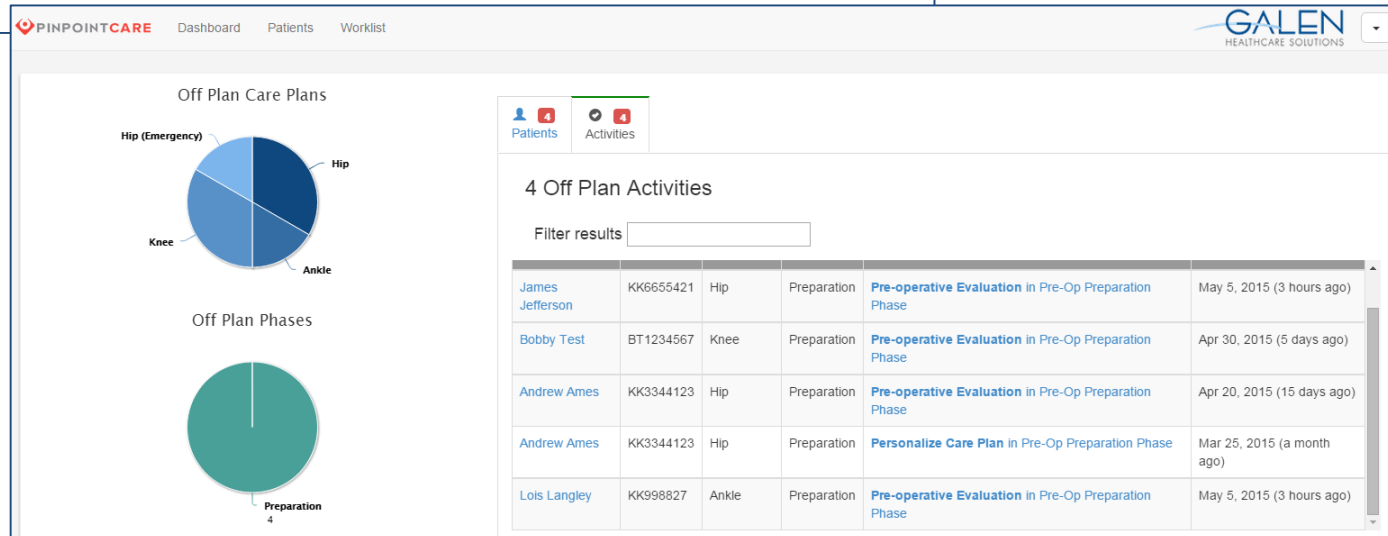 PINPOINTCARE Dashboard Patients Worklist
GALEN
HEALTHCARE SOLUTIONS
Off Plan Care Plans
Hip (Emergency)
Hip
Knee
Ankle
Off Plan Phases
Preparation
4
4 4
Patients Activities
4 Off Plan Activities
Filter results
James KK6655421 Hip Preparation Pre-operative Evaluation in Pre-Op Preparation May 5, 2015 (3 hours ago)
Jefferson Phase
Bobby Test BT1234567 Knee Preparation Pre-operative Evaluation in Pre-Op Preparation Apr 30, 2015 (5 days ago)
Phase
Andrew Ames KK3344123 Hip Preparation Pre-operative Evaluation in Pre-Op Preparation Apr 20, 2015 (15 days ago)
Phase
Andrew Ames KK3344123 Hip Preparation Personalize Care Plan in Pre-Op Preparation Phase Mar 25, 2015 (a month
ago)
Lois Langley KK998827 Ankle Preparation Pre-operative Evaluation in Pre-Op Preparation May 5, 2015 (3 hours ago)
Phase